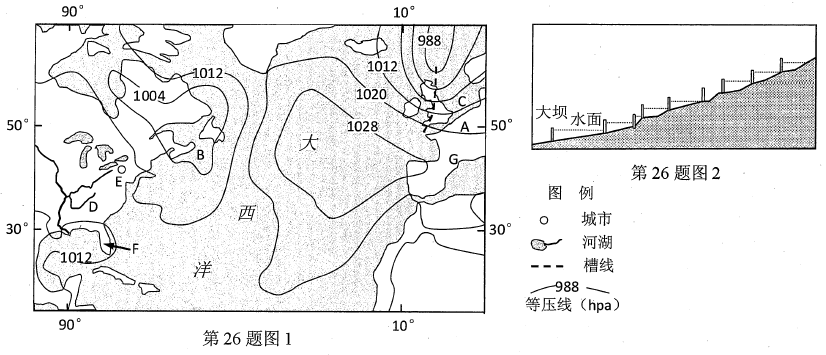 90°
10°
988
1012
1012
1004
1020
C
1028
50°
大
A
50°
B
G
E
D
西
30°
30°
F
1012
洋
90°
10°
第26题图1
大坝
水面
第26题图2
图 例
城市
河湖
槽线
988
等压线（hpa）